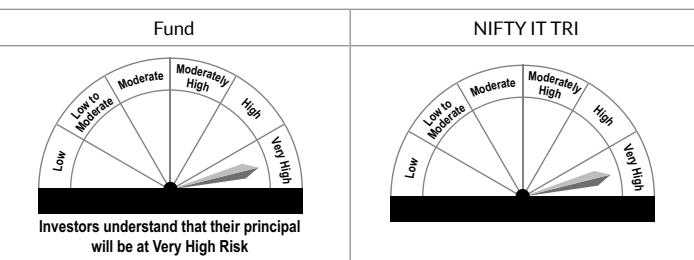 Fund
NIFTY IT TRI
Low
Low to
Moderate
Moderate
Moderately
High
High
Very High
Investors understand that their principal
will be at Very High Risk
Low
Low to
Moderate
Moderate
Moderately
High
High
Very High